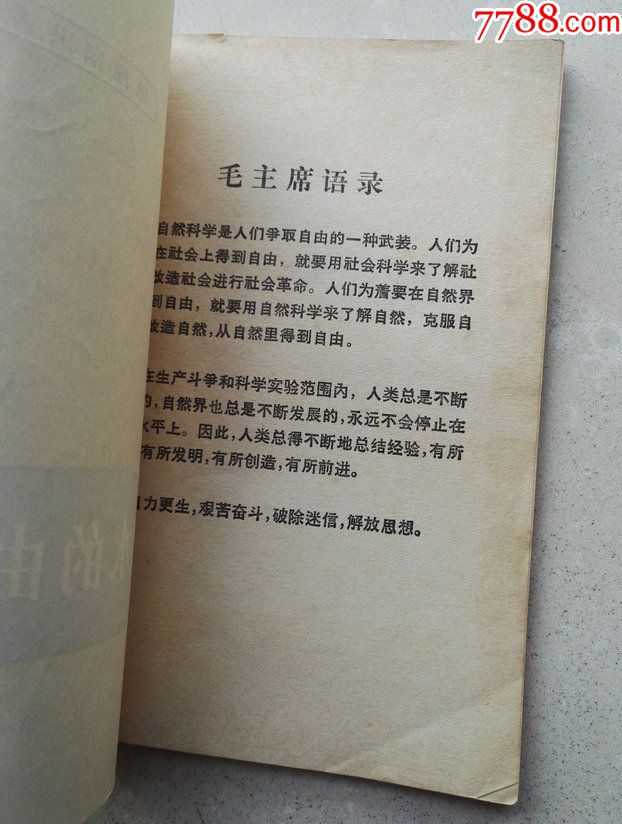 7788.com
毛主席语录
自然科学是人们爭取自由的一种武装。人们为
在社会上得到自由，就要用社会科学来了解社
改造社会进行社会革命。人们为着要在自然界
到自由，就要用自然科学来了解自然，克服自
改造自然，从自然里得到自由。
在生产斗爭和科学实验范围內，人类总是不断
的，自然界也总是不断发展的，永远不会停止在
水平上。因此，人类总得不断地总结经验，有所
有所发明，有所创造，有所前进。
力更生，艰苦奋斗，破除迷信，解放思想。